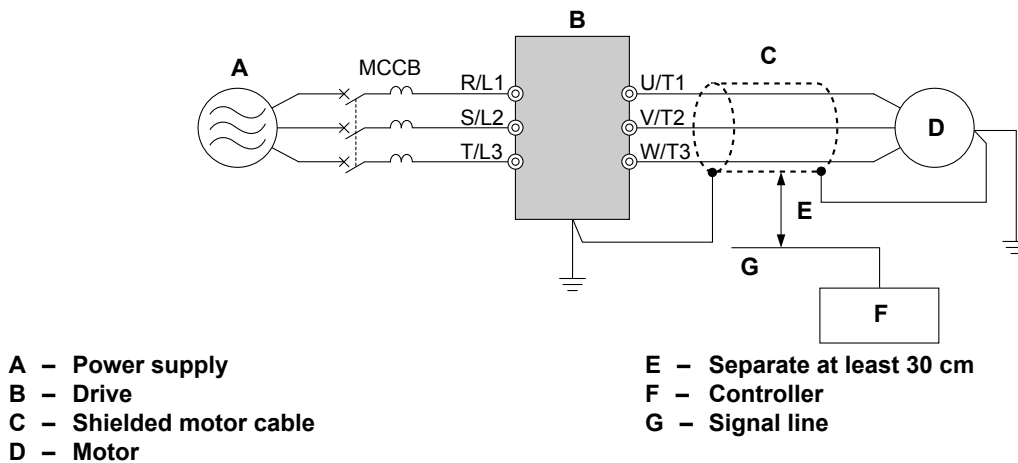 B
A
MCCB
C
R/L1
U/T1
S/L2
V/T2
D
T/L3
W/T3
E
G
F
A – Power supply
B – Drive
C – Shielded motor cable
D – Motor
E – Separate at least 30 cm
F – Controller
G – Signal line